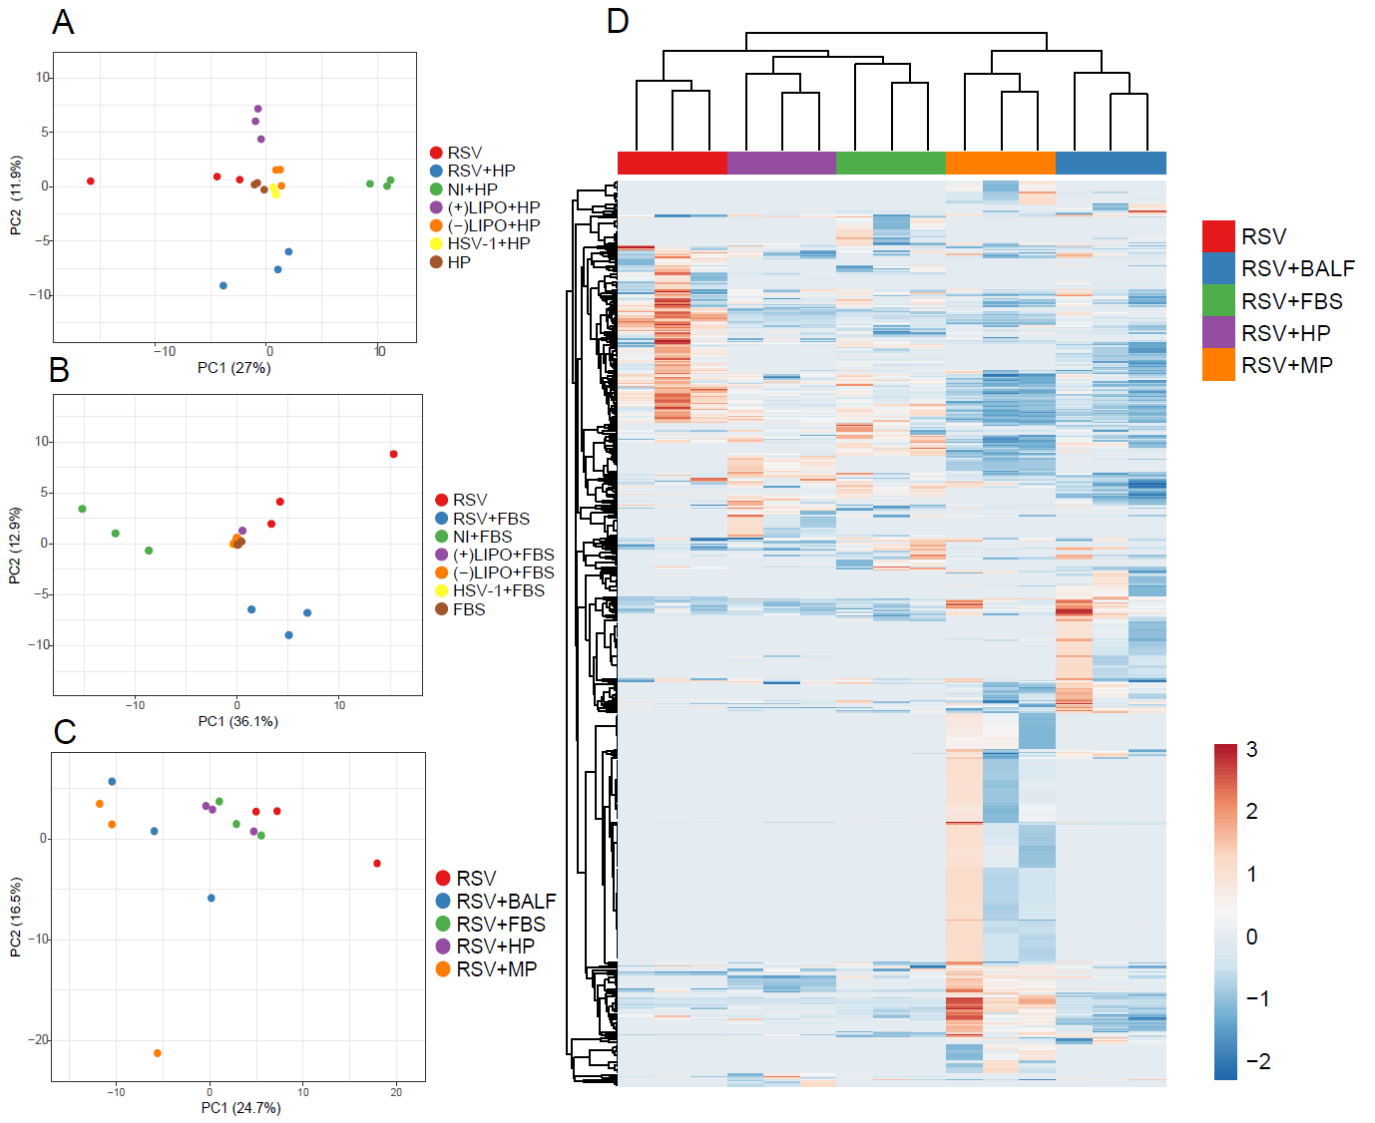 A
10
5
0
−5
−10
PC2 (11.9%)
−10
0
10
PC1 (27%)
RSV
RSV+HP
NI+HP
(+)LIPO+HP
(−)LIPO+HP
HSV-1+HP
HP
B
10
5
0
−5
−10
PC2 (12.9%)
−10
0
10
PC1 (36.1%)
RSV
RSV+FBS
NI+FBS
(+)LIPO+FBS
(−)LIPO+FBS
HSV-1+FBS
FBS
C
0
−10
−20
PC2 (16.5%)
−10
0
10
20
PC1 (24.7%)
RSV
RSV+BALF
RSV+FBS
RSV+HP
RSV+MP
D
RSV
RSV+BALF
RSV+FBS
RSV+HP
RSV+MP
3
2
1
0
−1
−2